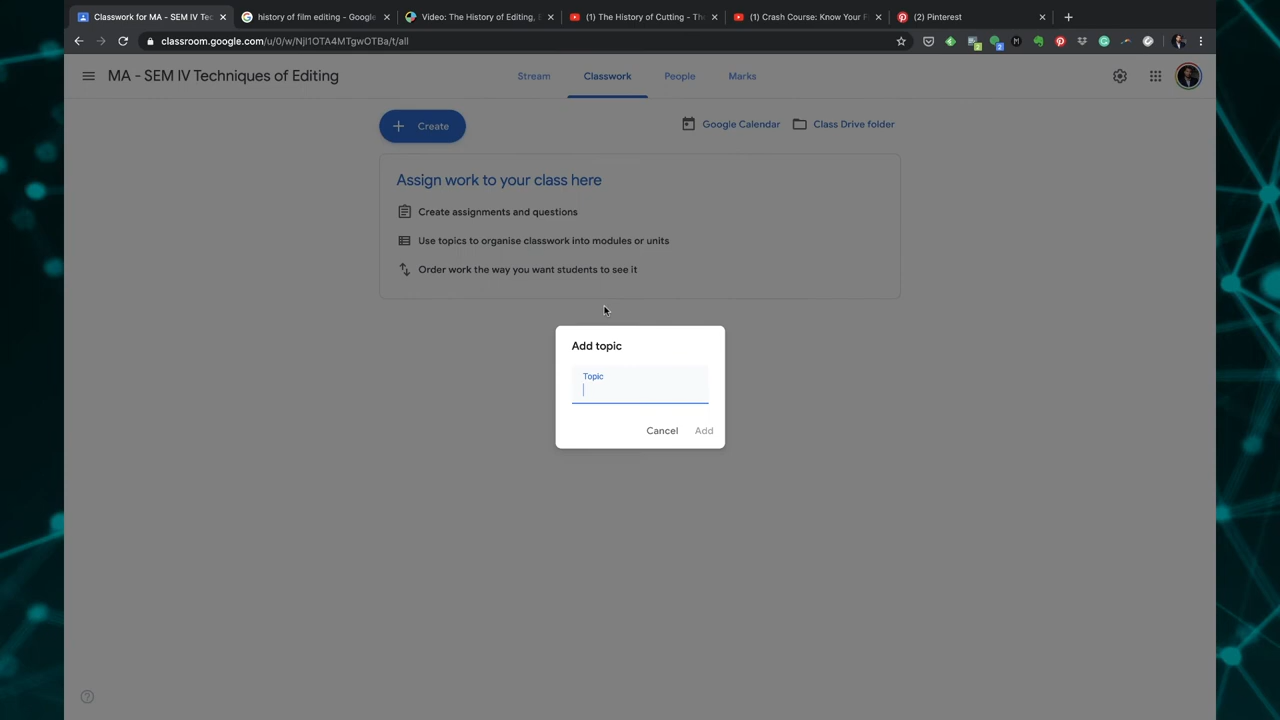 Classwork for MA - SEM IV Tec
history of film editing - Google
Video: The History of Editing, E
(1) The History of Cutting - The
(1) Crash Course: Know Your F
(2) Pinterest
classroom.google.com/u/0/w/NjI1OTA4MTgwOTBa/t/all
MA - SEM IV Techniques of Editing
Stream
Classwork
People
Marks
Create
Google Calendar
Class Drive folder
Assign work to your class here
Create assignments and questions
Use topics to organise classwork into modules or units
Order work the way you want students to see it
Add topic
Topic
Cancel
Add